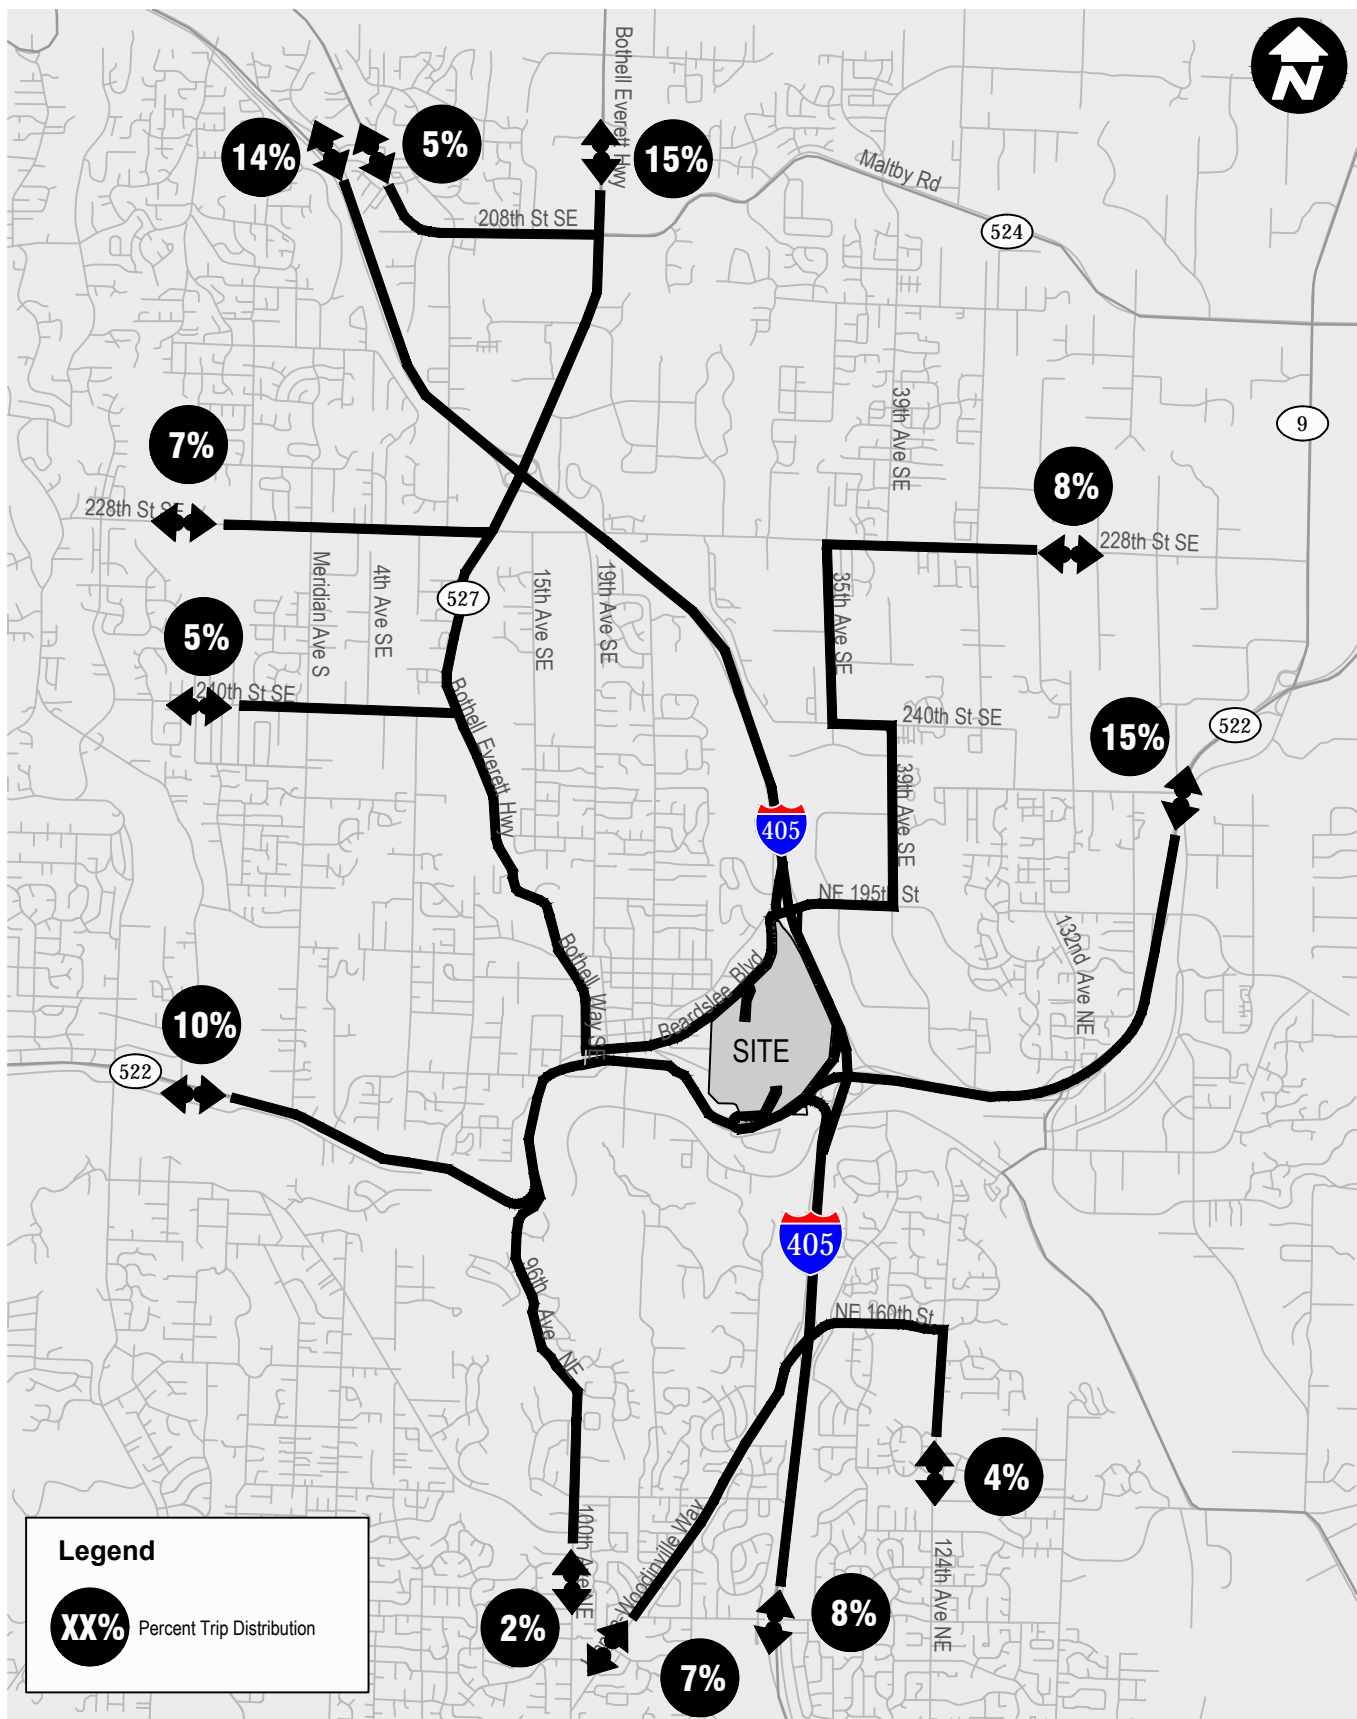 N
Bothell Everett Hwy
14%
5%
15%
Maltby Rd
208th St SE
524
39th Ave SE
9
7%
8%
228th St SE
228th St SE
Meridian Ave S
4th Ave SE
527
15th Ave SE
19th Ave SE
35th Ave SE
5%
240th St SE
Bothell Everett Hwy
240th St SE
15%
522
39th Ave SE
405
NE 195th St
132nd Ave NE
Bothell Way SE
Beardslee Blvd
10%
SITE
522
405
96th Ave NE
NE 160th St
4%
100th Ave NE
-Woodinville Way
124th Ave NE
2%
8%
7%
Legend
XX% Percent Trip Distribution